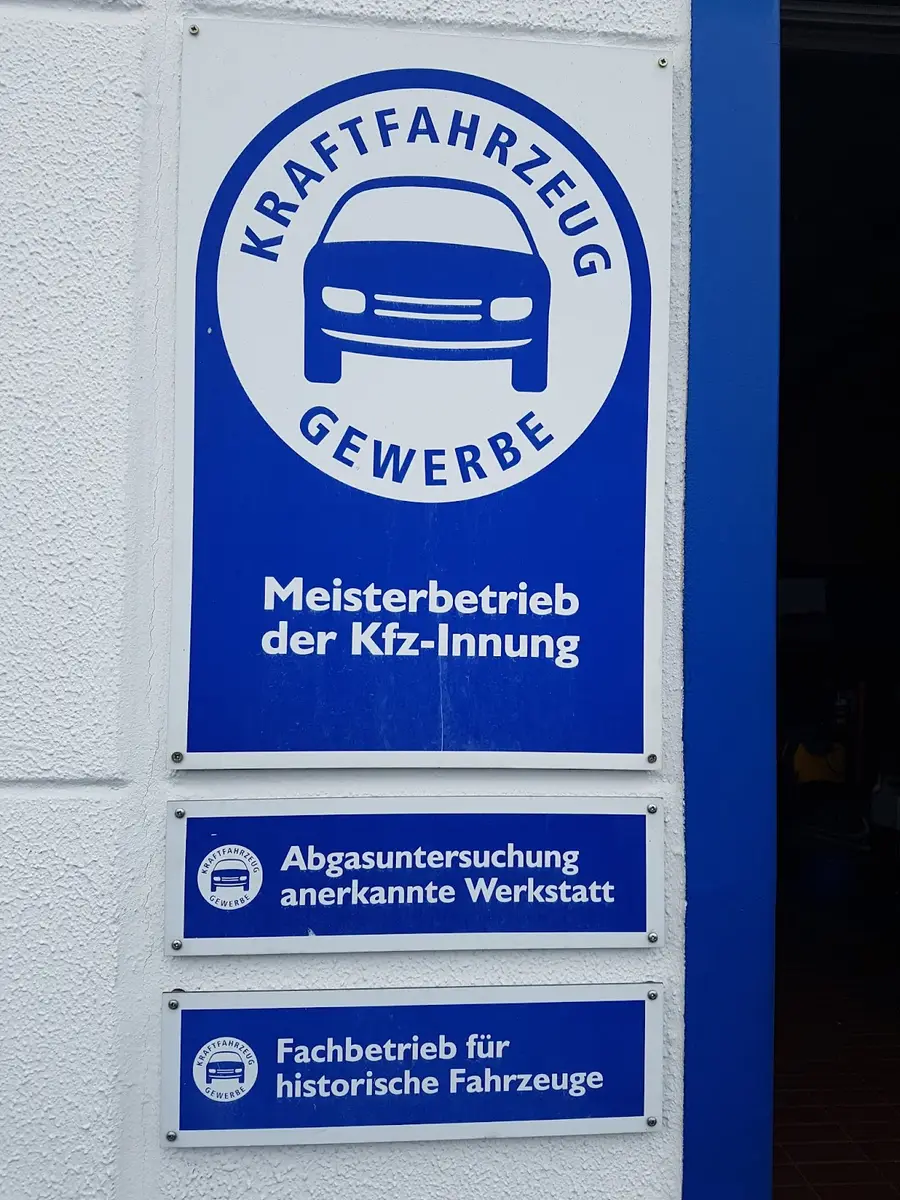 KRAFTFAHRZEUG
GEWERBE
Meisterbetrieb
der Kfz-Innung
KRAFTFAHRZEUG
GEWERBE
Abgasuntersuchung
anerkannte Werkstatt
KRAFTFAHRZEUG
GEWERBE
Fachbetrieb für
historische Fahrzeuge